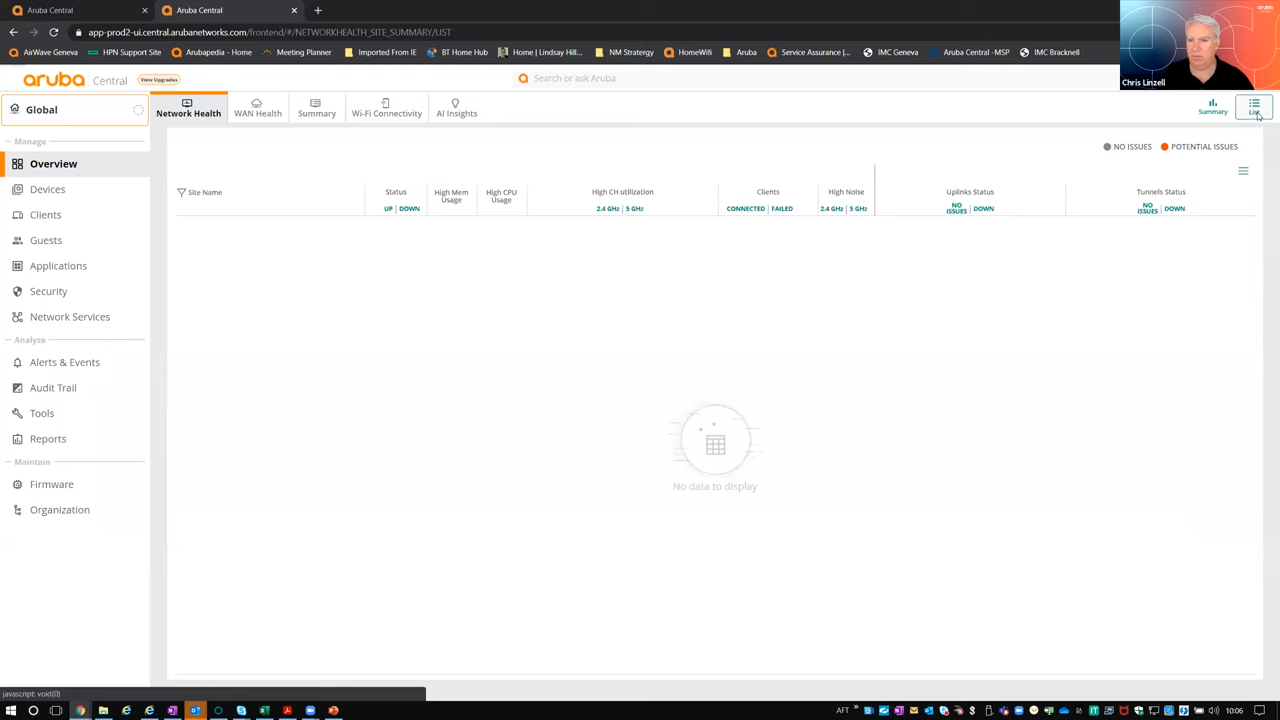 Aruba Central
Aruba Central
app-prod2-ui.central.arubanetworks.com/frontend/#/NETWORKHEALTH_SITE_SUMMARY/LIST
AirWave Geneva
HPN Support Site
Arubapedia - Home
Meeting Planner
Imported From IE
BT Home Hub
Home | Lindsay Hill...
NM Stratergy
HomeWifi
Aruba
Service Assurance |...
IMC Geneva
Aruba Central -MSP
IMC Bracknell
aruba
Chris Linzell
aruba Central
View Upgrades
Search or ask Aruba
Global
Network Health
WAN Health
Summary
Wi-Fi Connectivity
AI Insights
Summary
List
Manage
Overview
Devices
Clients
Guests
Applications
Security
Network Services
Analyze
Alerts & Events
Audit Trail
Tools
Reports
Maintain
Firmware
Organization
NO ISSUES
POTENTIAL ISSUES
Site Name
Status
UP | DOWN
High Mem
Usage
High CPU
Usage
High CH utilization
2.4 GHz | 5 GHz
Clients
CONNECTED | FAILED
High Noise
2.4 GHz | 5 GHz
Uplinks Status
NO
ISSUES | DOWN
Tunnels Status
NO
ISSUES | DOWN
No data to display
javascript: void(0)
AFT
10:06